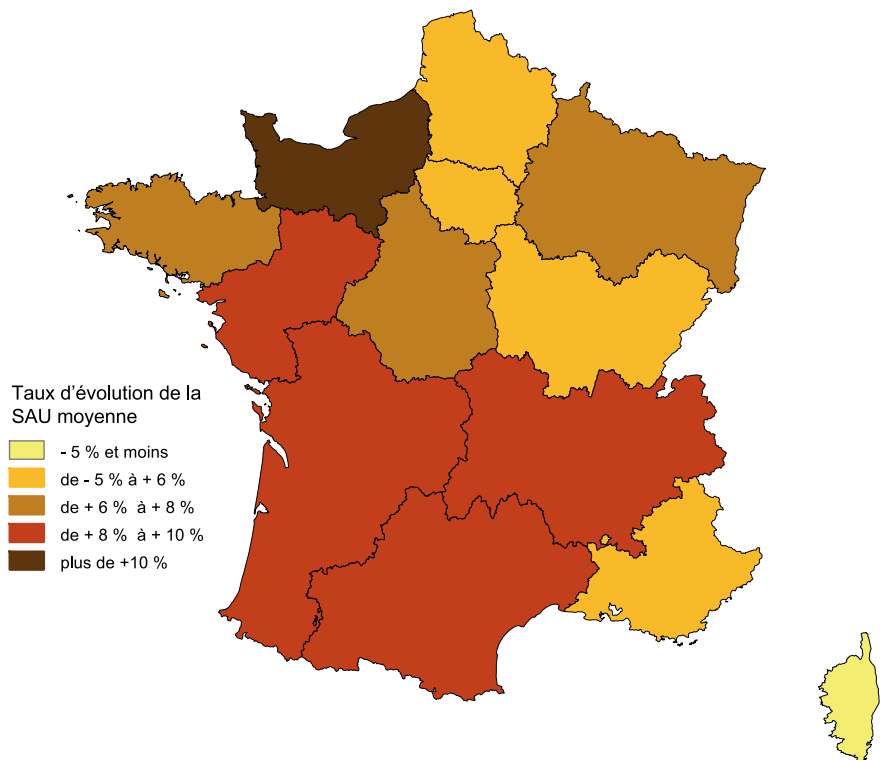 Taux d'évolution de la
SAU moyenne
- 5 % et moins
de - 5 % à + 6 %
de + 6 % à + 8 %
de + 8 % à + 10 %
plus de +10 %